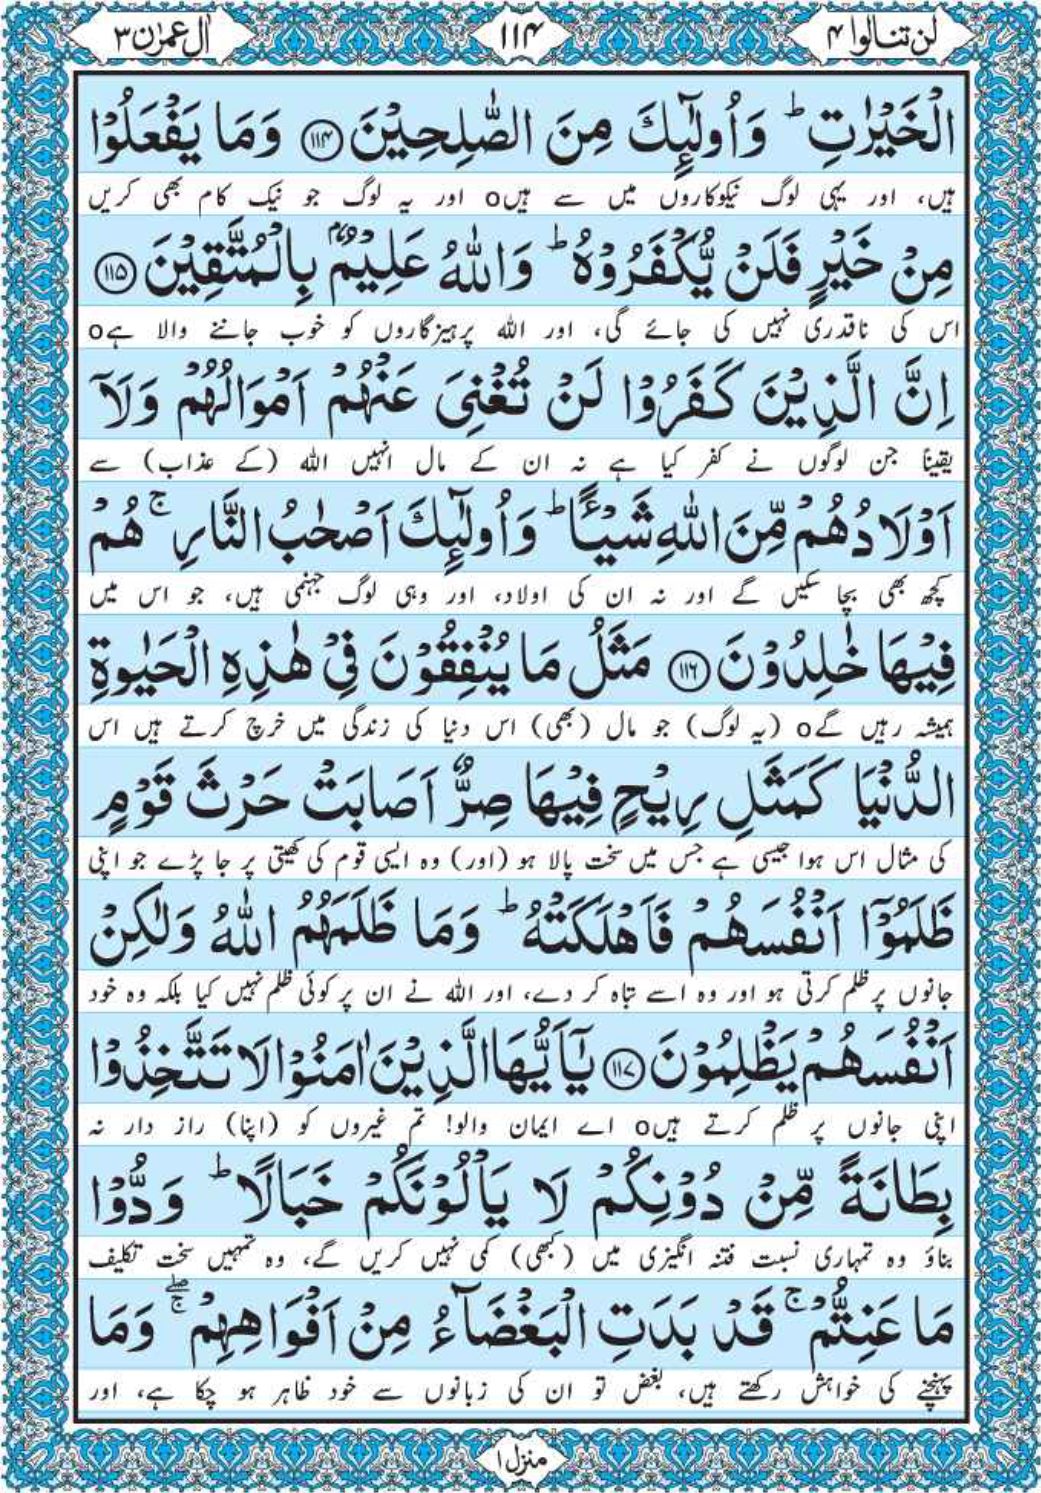 لن تنالوا ۴
۱۱۴
اٰل عمرٰن ۳
الْخَيْرٰتِ ؕ وَاُولٰٓئِكَ مِنَ الصّٰلِحِيْنَ ﴿۱۱۴﴾ وَمَا يَفْعَلُوْا
ہیں، اور یہی لوگ نیکوکاروں میں سے ہیںo اور یہ لوگ جو نیک کام بھی کریں
مِنْ خَيْرٍ فَلَنْ يُّكْفَرُوْهُ ؕ وَاللّٰهُ عَلِيْمٌۢ بِالْمُتَّقِيْنَ ﴿۱۱۵﴾
اس کی ناقدری نہیں کی جائے گی، اور اللہ پرہیزگاروں کو خوب جاننے والا ہےo
اِنَّ الَّذِيْنَ كَفَرُوْا لَنْ تُغْنِيَ عَنْهُمْ اَمْوَالُهُمْ وَلَاۤ
یقیناً جن لوگوں نے کفر کیا ہے نہ ان کے مال انہیں اللہ (کے عذاب) سے
اَوْلَادُهُمْ مِّنَ اللّٰهِ شَيْـًٔا ؕ وَاُولٰٓئِكَ اَصْحٰبُ النَّارِ ۚ هُمْ
کچھ بھی بچا سکیں گے اور نہ ان کی اولاد، اور وہی لوگ جہنمی ہیں، جو اس میں
فِيْهَا خٰلِدُوْنَ ﴿۱۱۶﴾ مَثَلُ مَا يُنْفِقُوْنَ فِيْ هٰذِهِ الْحَيٰوةِ
ہمیشہ رہیں گےo (یہ لوگ) جو مال (بھی) اس دنیا کی زندگی میں خرچ کرتے ہیں اس
الدُّنْيَا كَمَثَلِ رِيْحٍ فِيْهَا صِرٌّ اَصَابَتْ حَرْثَ قَوْمٍ
کی مثال اس ہوا جیسی ہے جس میں سخت پالا ہو (اور) وہ ایسی قوم کی کھیتی پر جا پڑے جو اپنی
ظَلَمُوْۤا اَنْفُسَهُمْ فَاَهْلَكَتْهُ ؕ وَمَا ظَلَمَهُمُ اللّٰهُ وَلٰكِنْ
جانوں پر ظلم کرتی ہو اور وہ اسے تباہ کر دے، اور اللہ نے ان پر کوئی ظلم نہیں کیا بلکہ وہ خود
اَنْفُسَهُمْ يَظْلِمُوْنَ ﴿۱۱۷﴾ يٰۤاَيُّهَا الَّذِيْنَ اٰمَنُوْا لَا تَتَّخِذُوْا
اپنی جانوں پر ظلم کرتے ہیںo اے ایمان والو! تم غیروں کو (اپنا) راز دار نہ
بِطَانَةً مِّنْ دُوْنِكُمْ لَا يَاْلُوْنَكُمْ خَبَالًا ؕ وَدُّوْا
بناؤ وہ تمہاری نسبت فتنہ انگیزی میں (کبھی) کمی نہیں کریں گے، وہ تمہیں سخت تکلیف
مَا عَنِتُّمْ ۚ قَدْ بَدَتِ الْبَغْضَآءُ مِنْ اَفْوَاهِهِمْ ۖۚ وَمَا
پہنچنے کی خواہش رکھتے ہیں، بغض تو ان کی زبانوں سے خود ظاہر ہو چکا ہے، اور
منزل ۱